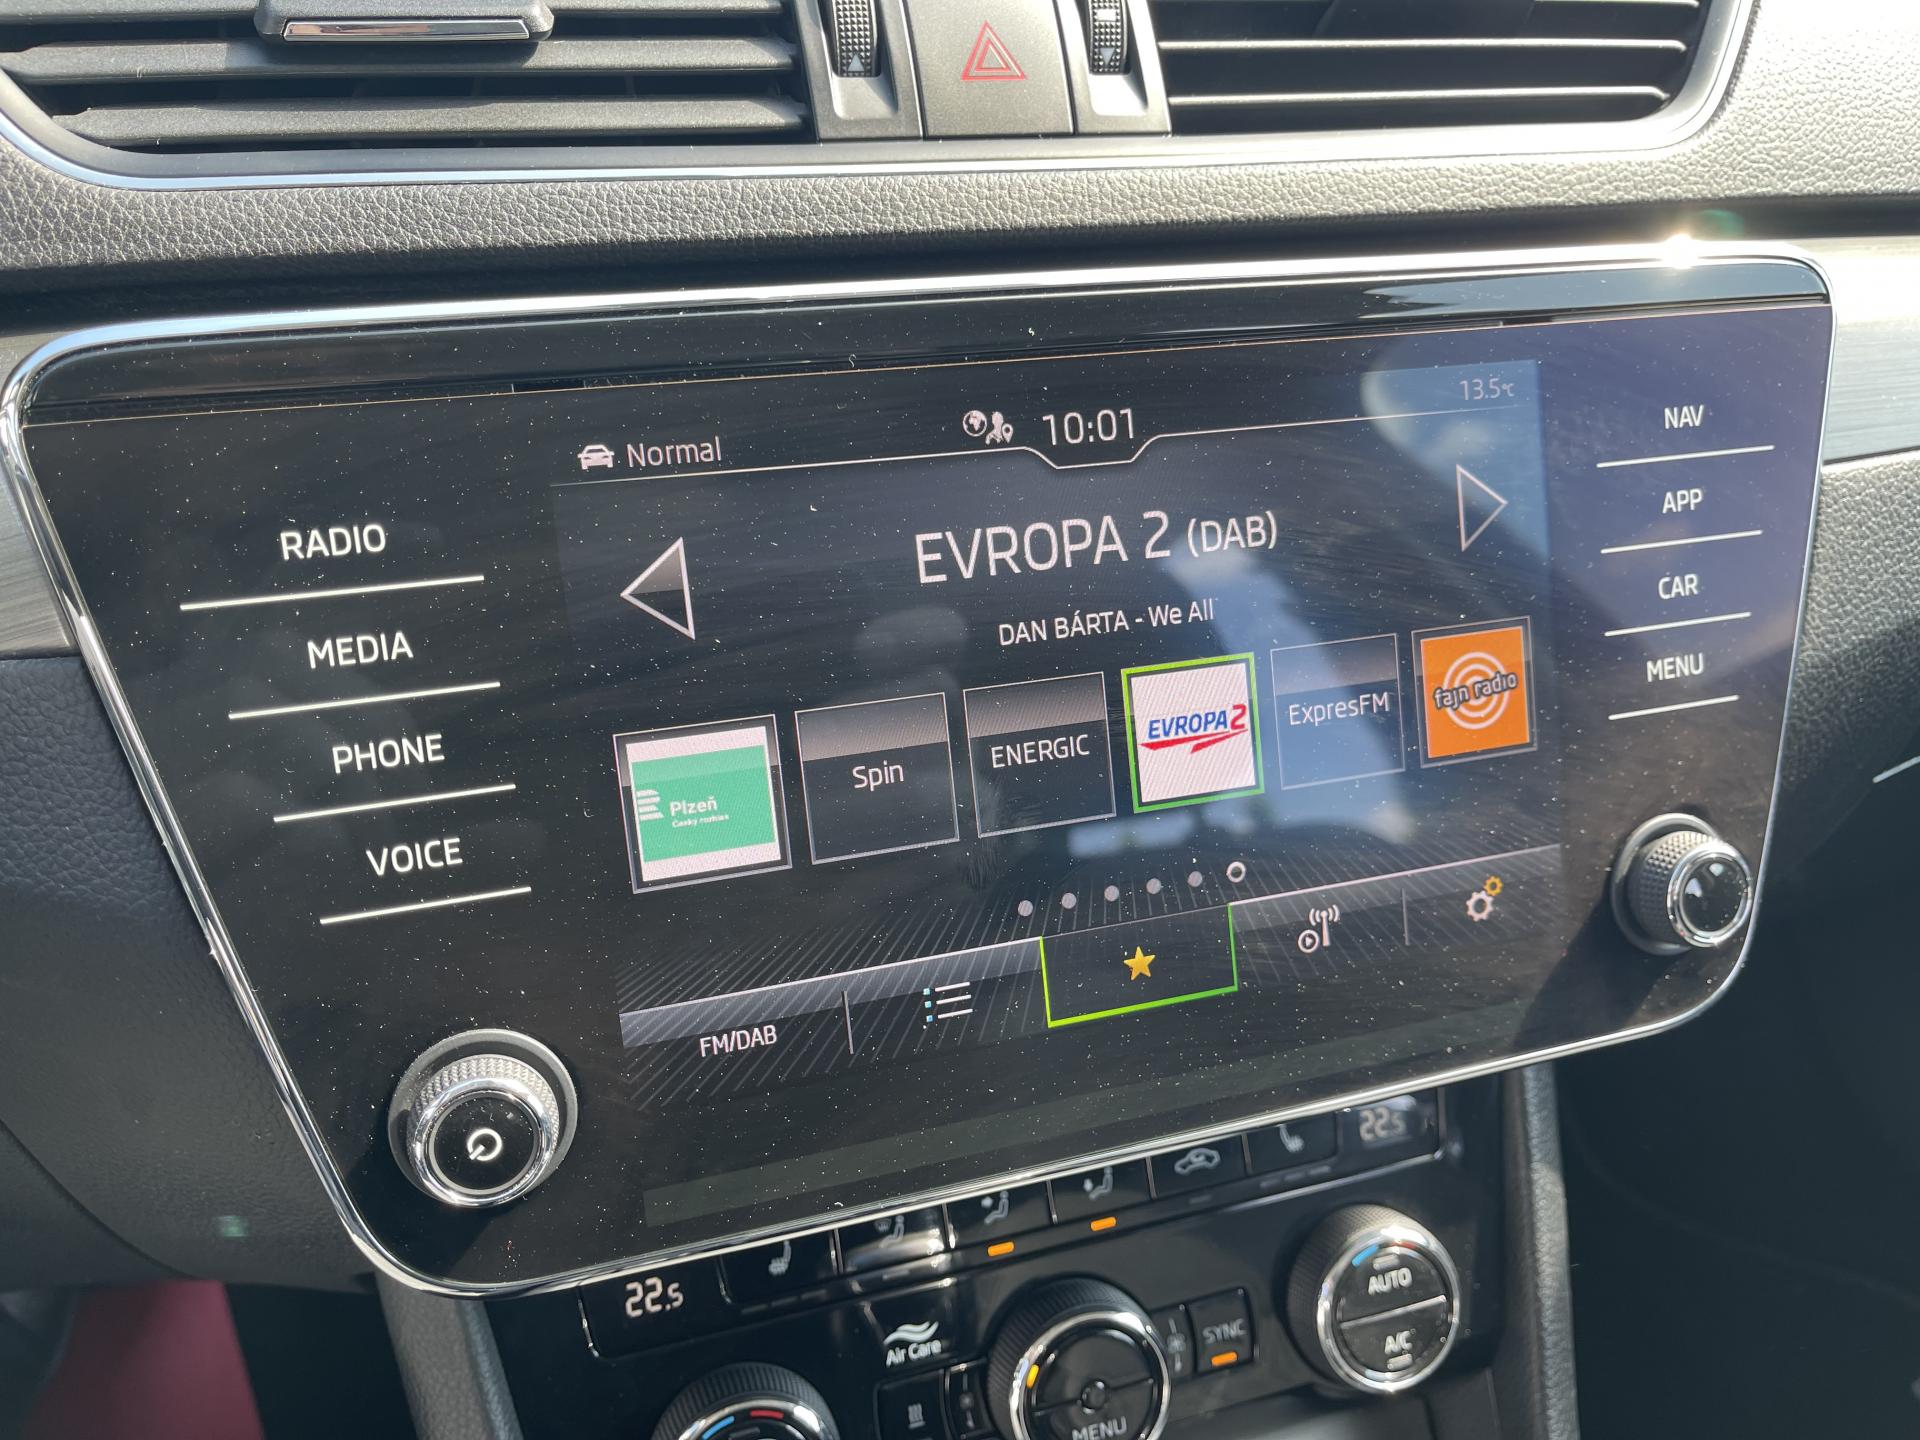 Normal
10:01
13.5°C
EVROPA 2 (DAB)
DAN BÁRTA - We All
RADIO
MEDIA
PHONE
VOICE
NAV
APP
CAR
MENU
Plzeň
Český rozhlas
Spin
ENERGIC
EVROPA 2
ExpresFM
fajn radio
FM/DAB
22.5
22.5
Air Care
SYNC
AUTO
A/C
MENU